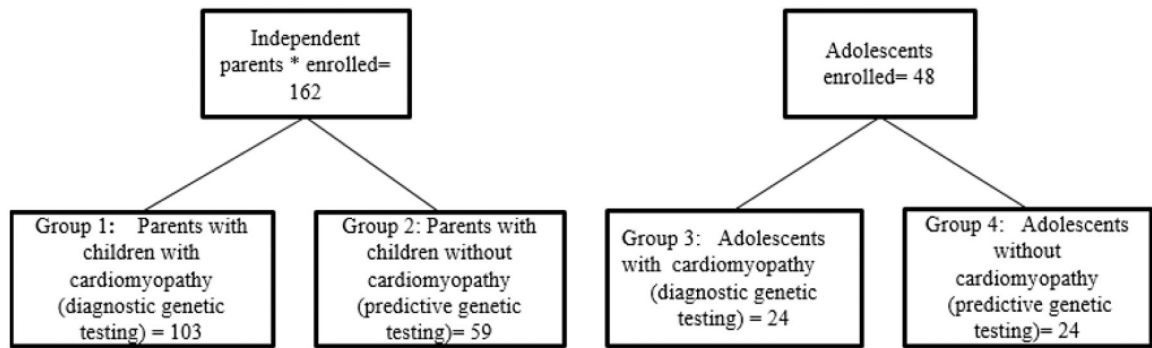 Independent
parents * enrolled=
162
Adolescents
enrolled= 48
Group 1: Parents with
children with
cardiomyopathy
(diagnostic genetic
testing) = 103
Group 2: Parents with
children without
cardiomyopathy
(predictive genetic
testing)= 59
Group 3: Adolescents
with cardiomyopathy
(diagnostic genetic
testing) = 24
Group 4: Adolescents
without
cardiomyopathy
(predictive genetic
testing)= 24